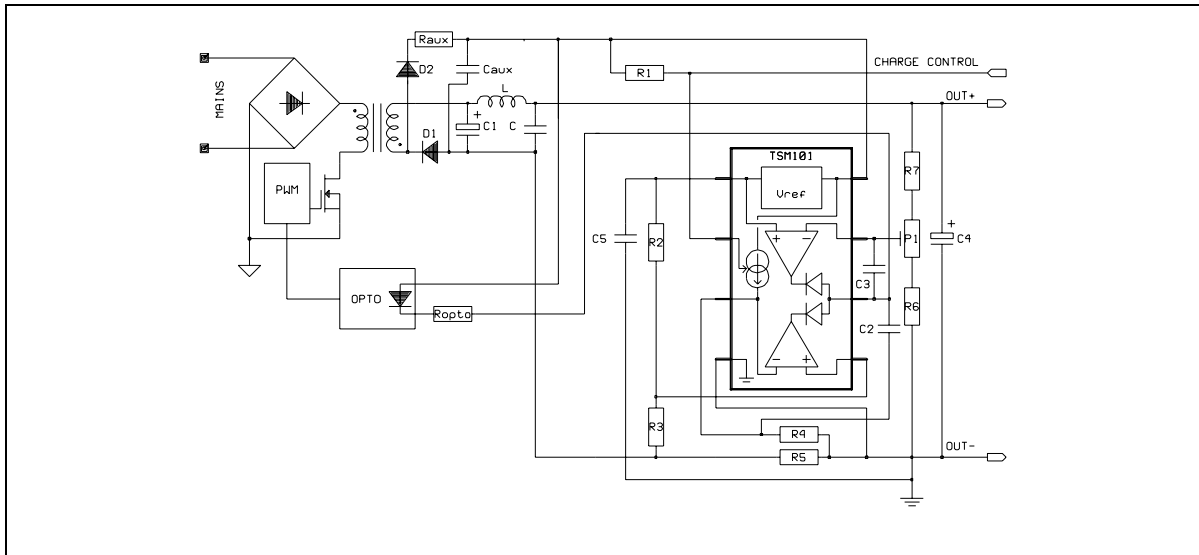 Raux
D2
Caux
R1
CHARGE CONTROL
MAINS
L
OUT+
C1
C
D1
TSM101
Vref
R7
PWM
C5
R2
P1
C4
C3
OPTO
Ropto
R6
C2
R3
R4
R5
OUT-